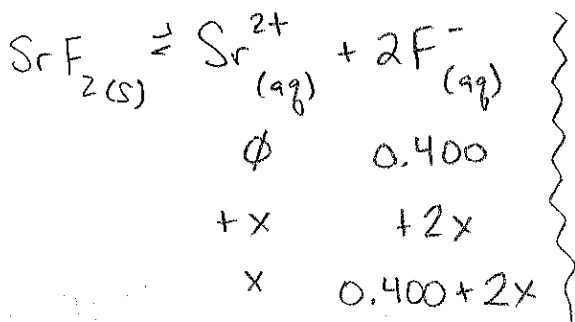 SrF₂(s) ⇌ Sr²⁺(aq) + 2F⁻(aq)
∅ 0.400
+x +2x
x 0.400+2x